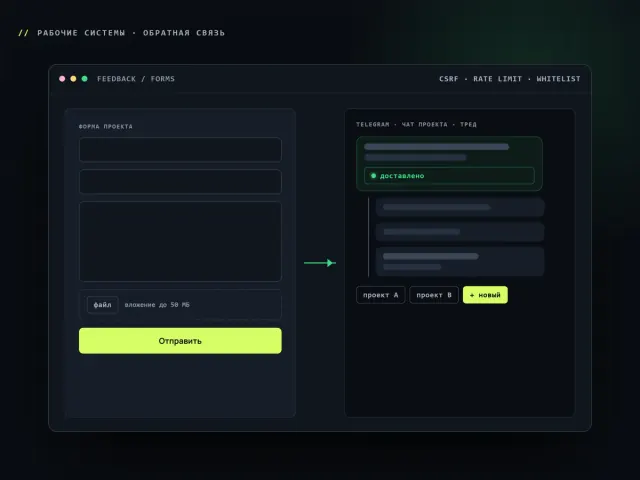 // РАБОЧИЕ СИСТЕМЫ · ОБРАТНАЯ СВЯЗЬ
FEEDBACK / FORMS
CSRF · RATE LIMIT · WHITELIST
ФОРМА ПРОЕКТА
файл
вложение до 50 МБ
Отправить
TELEGRAM · ЧАТ ПРОЕКТА · ТРЕД
доставлено
проект A
проект B
+ новый